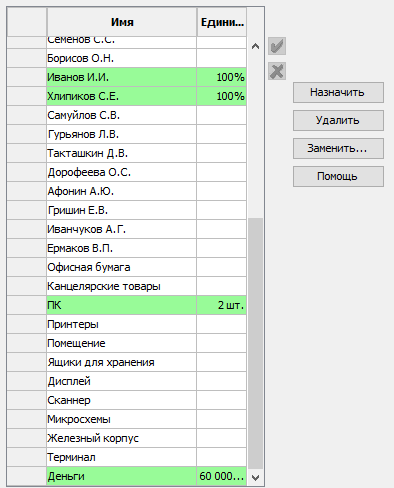 Имя Едини...
Семенов С.С.
Борисов О.Н.
Иванов И.И. 100%
Хлипиков С.Е. 100%
Самуйлов С.В.
Гурьянов Л.В.
Такташкин Д.В.
Дорофеева О.С.
Афонин А.Ю.
Гришин Е.В.
Иванчуков А.Г.
Ермаков В.П.
Офисная бумага
Канцелярские товары
ПК 2 шт.
Принтеры
Помещение
Ящики для хранения
Дисплей
Сканнер
Микросхемы
Железный корпус
Терминал
Деньги 60 000...
Назначить
Удалить
Заменить...
Помощь